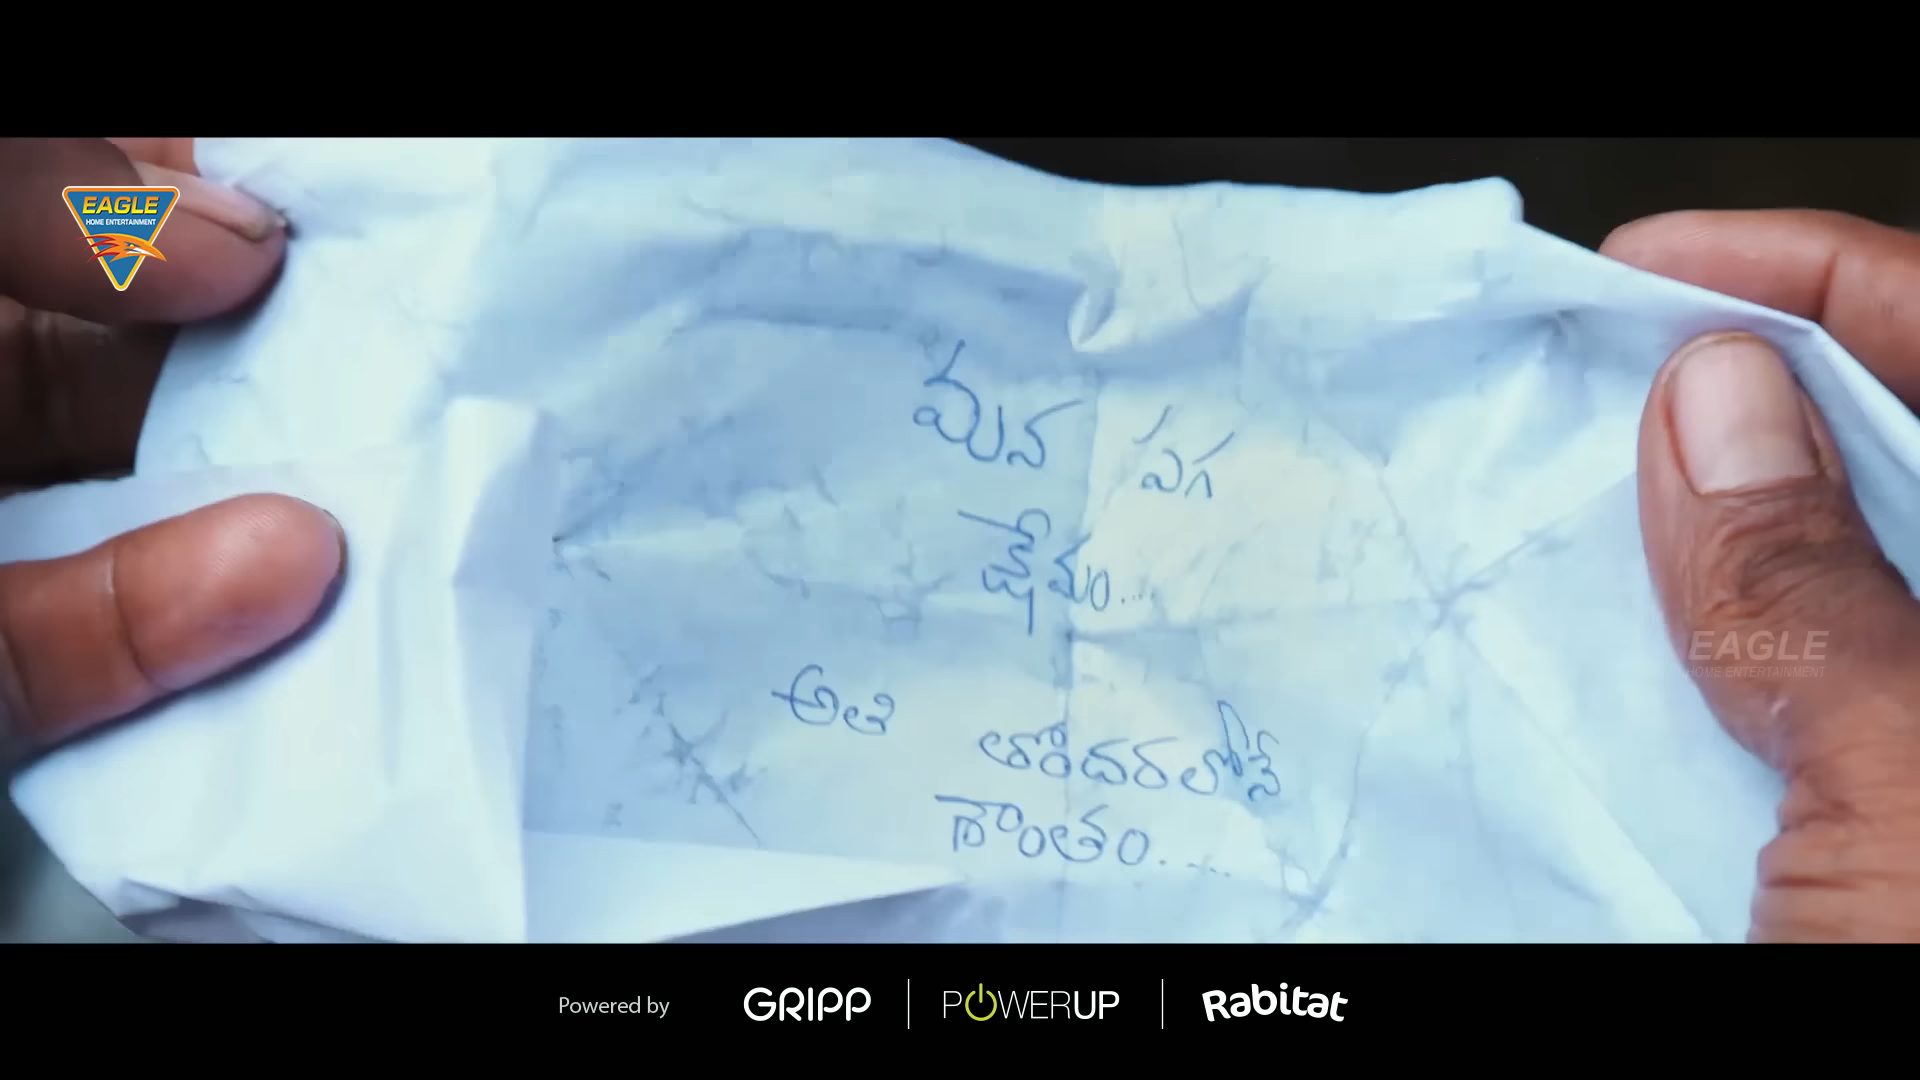 EAGLE
HOME ENTERTAINMENT
మన పగ
క్షేమం....
అతి తొందరలోనే
శాంతం.....
EAGLE
HOME ENTERTAINMENT
Powered by GRIPP POWERUP Rabitat